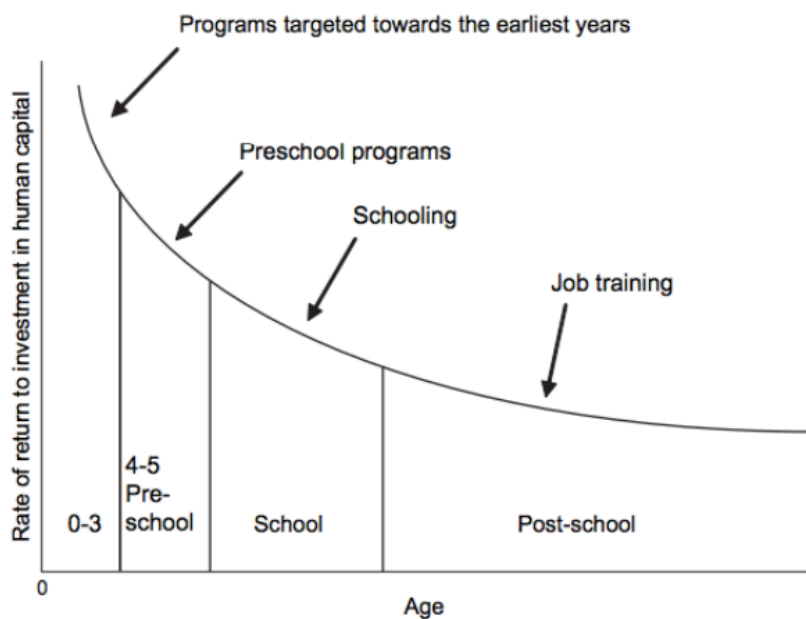 Programs targeted towards the earliest years
Preschool programs
Schooling
Job training
Rate of return to investment in human capital
0-3
4-5
Pre-
school
School
Post-school
0
Age